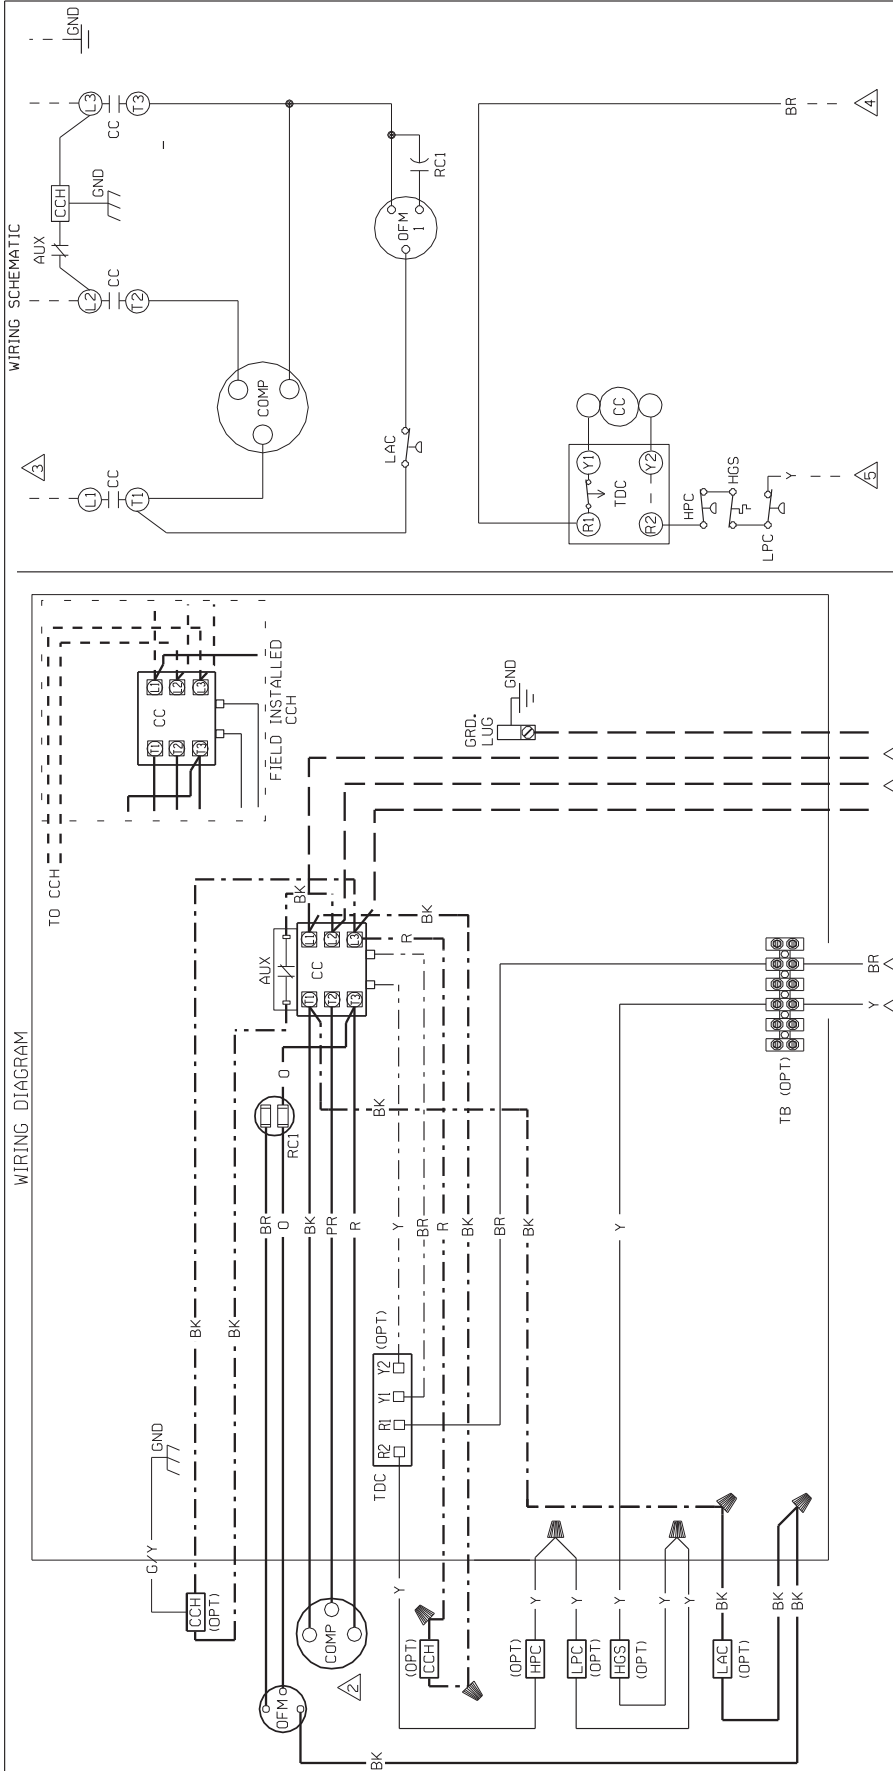 WIRING SCHEMATIC
GND
L3
T3
CC
CCH
GND
AUX
L2
T2
CC
COMP
3
L1
T1
CC
LAC
OFM
1
RC1
BR
4
CC
Y1
Y2
TDC
R1
R2
HPC
HGS
LPC
Y
5
WIRING DIAGRAM
TO CCH
FIELD INSTALLED
CCH
CC
L1
L2
L3
T1
T2
T3
GRD.
LUG
GND
AUX
CC
L1
L2
L3
T1
T2
T3
BK
BK
R
O
BK
RC1
BR
O
BK
PR
R
Y
BR
R
BK
BR
BK
Y
BK
BK
TDC
R2
R1
Y1
Y2
(OPT)
TB (OPT)
BR
Y
GND
G/Y
CCH
(OPT)
COMP
2
OFM
BK
(OPT)
CCH
Y
(OPT)
HPC
Y
LPC
(OPT)
Y
HGS
(OPT)
Y
Y
Y
LAC
(OPT)
BK
BK
BK